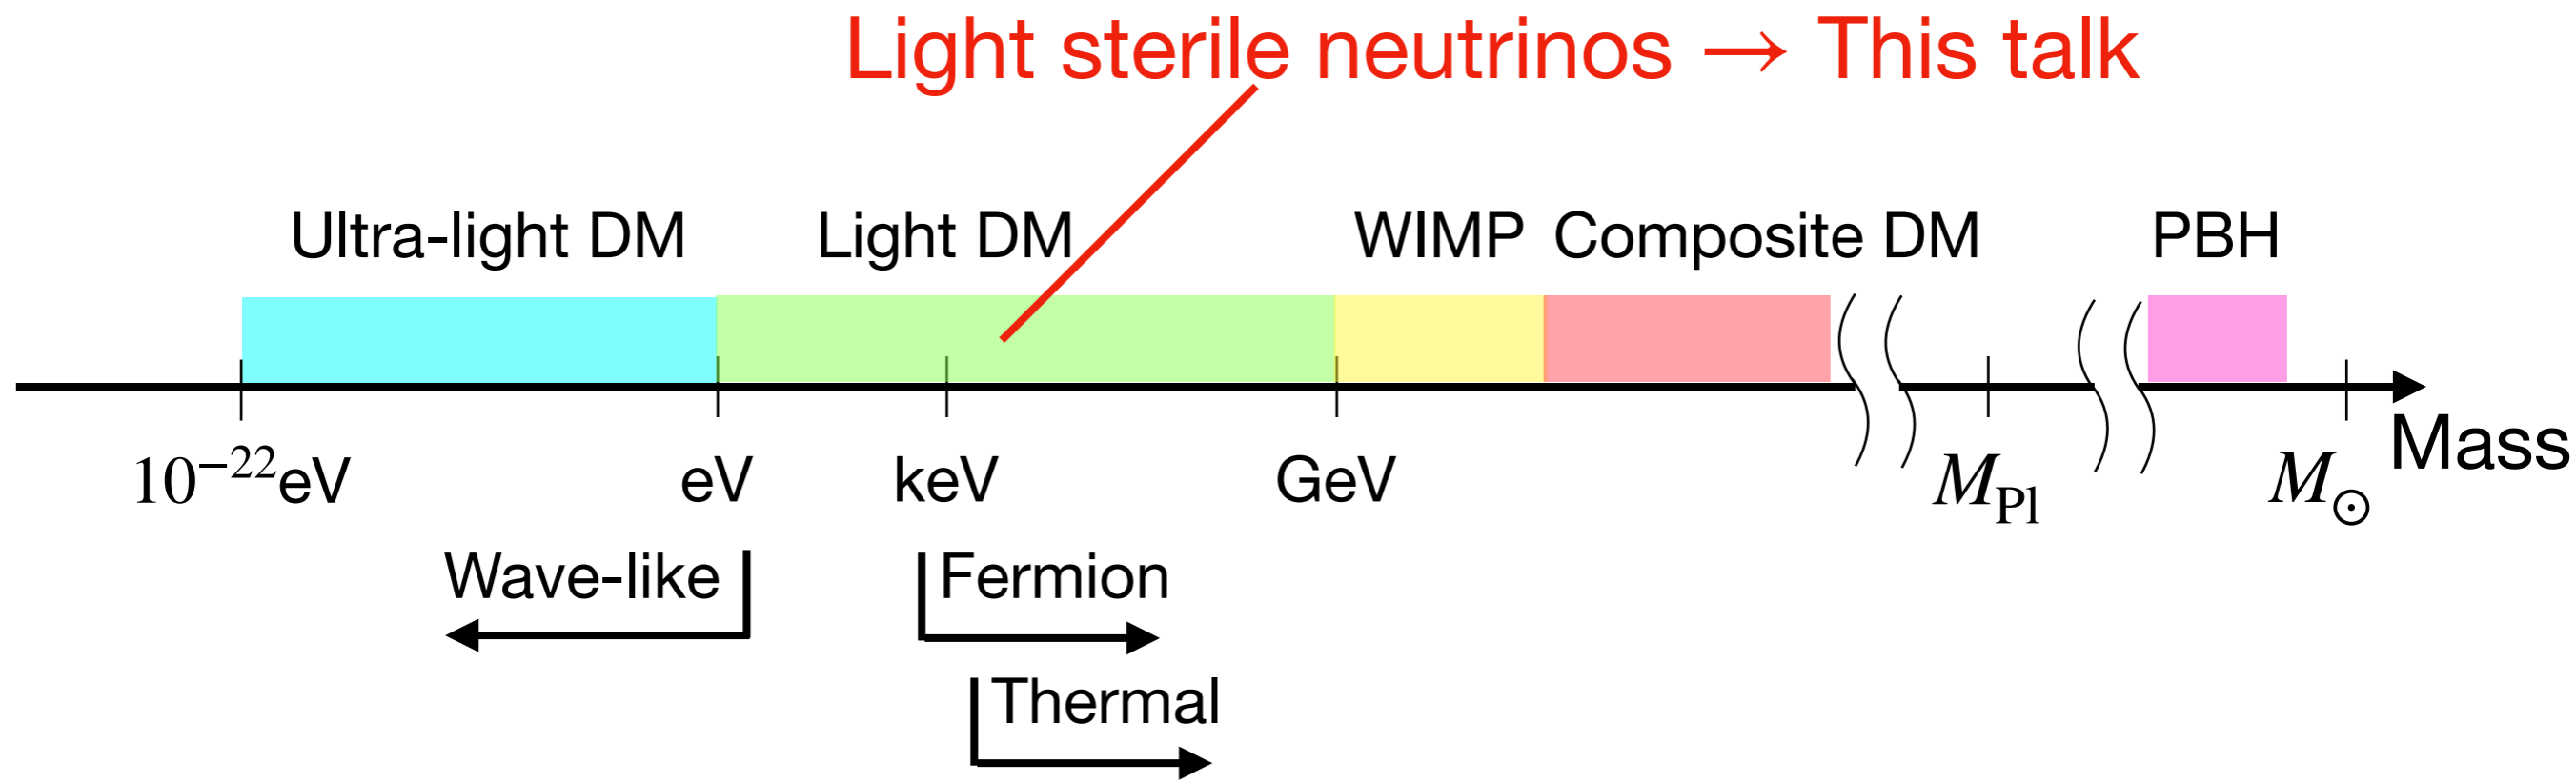 Light sterile neutrinos → This talk
Ultra-light DM Light DM WIMP Composite DM PBH
10⁻²²eV eV keV GeV M_Pl M_⊙ Mass
Wave-like Fermion
Thermal